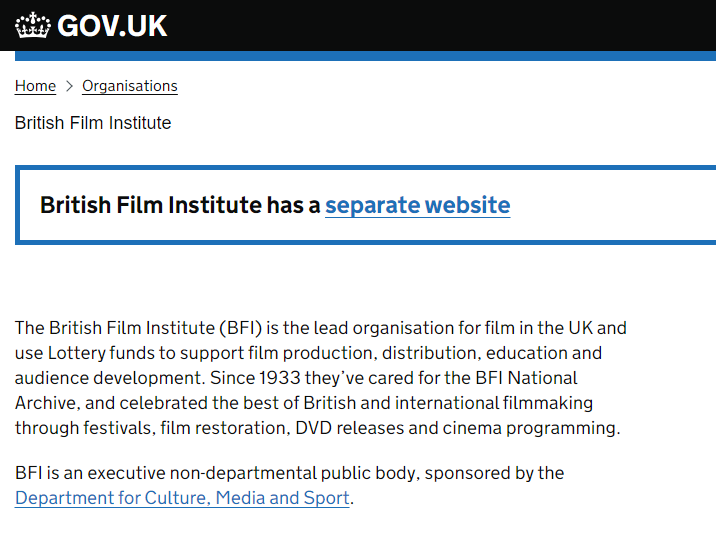 GOV.UK
Home > Organisations
British Film Institute
British Film Institute has a separate website
The British Film Institute (BFI) is the lead organisation for film in the UK and
use Lottery funds to support film production, distribution, education and
audience development. Since 1933 they’ve cared for the BFI National
Archive, and celebrated the best of British and international filmmaking
through festivals, film restoration, DVD releases and cinema programming.
BFI is an executive non-departmental public body, sponsored by the
Department for Culture, Media and Sport.